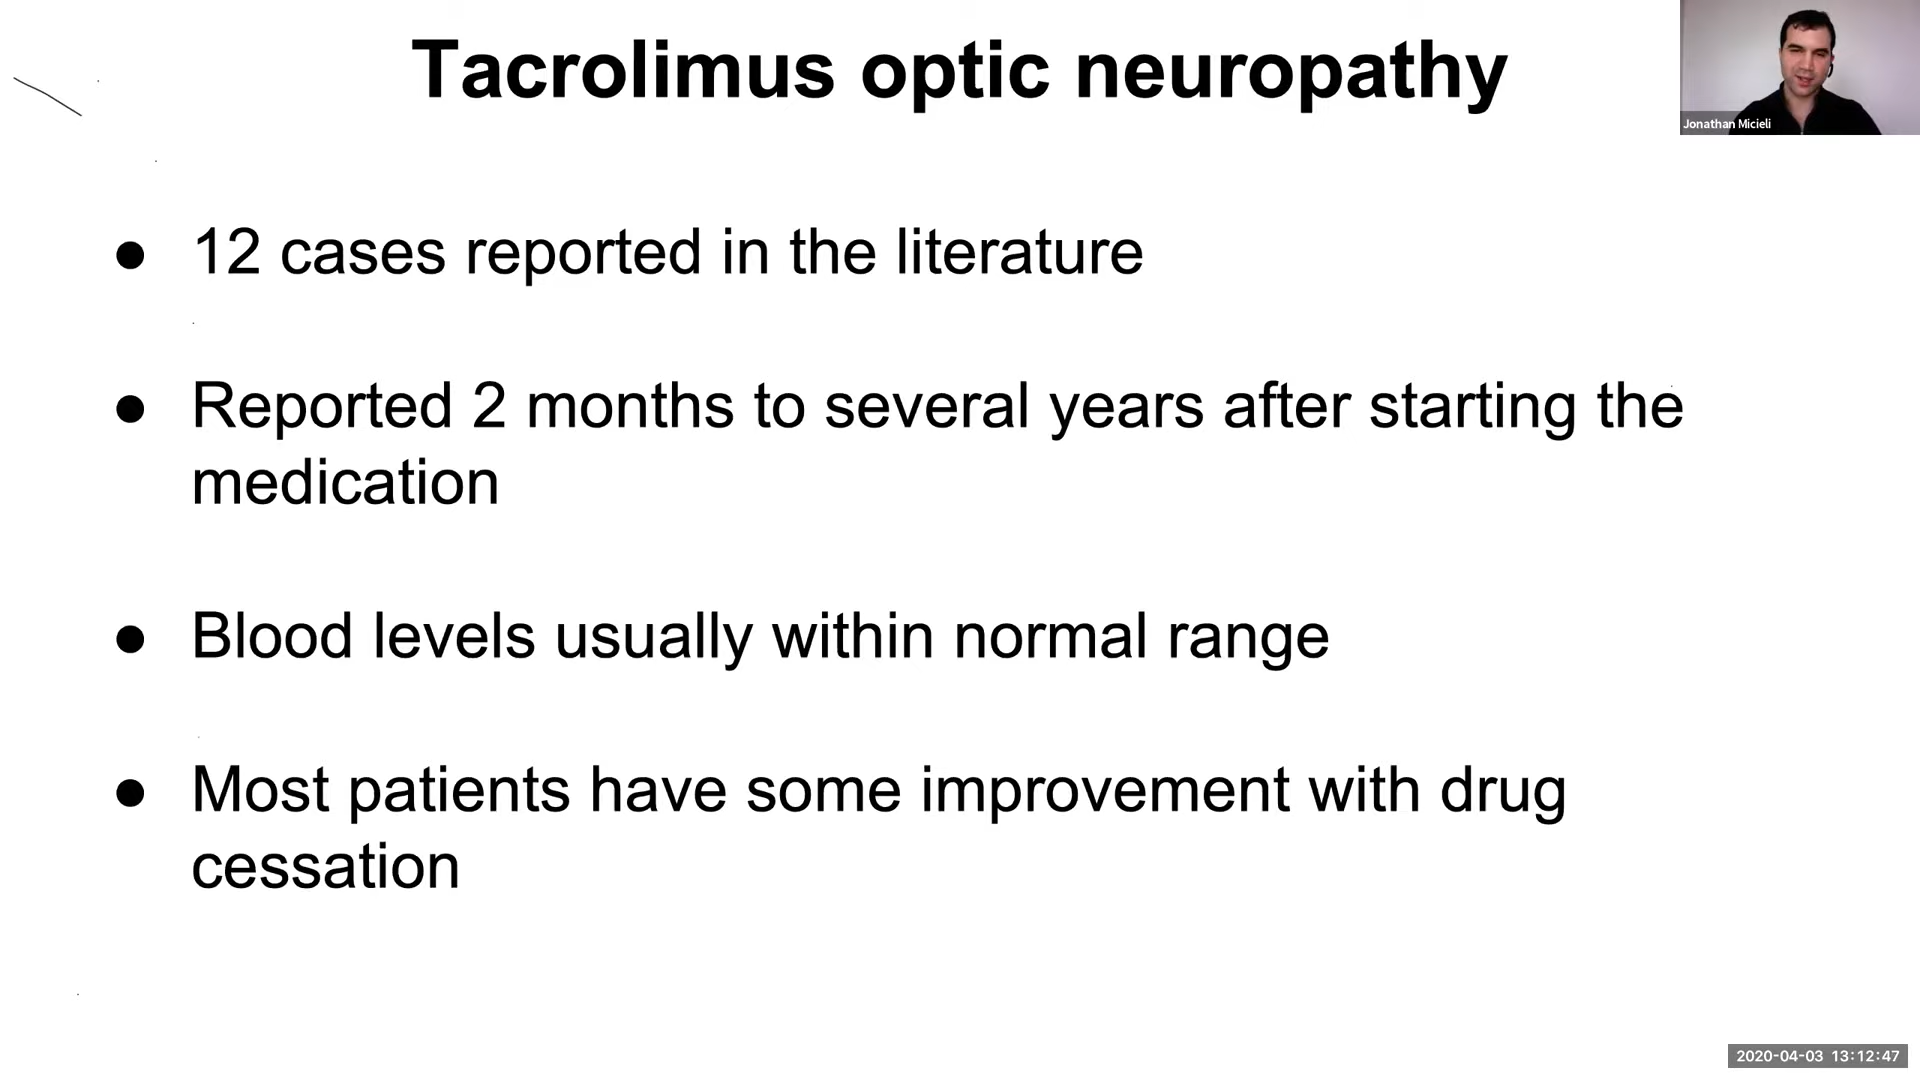 Tacrolimus optic neuropathy
Jonathan Micieli
● 12 cases reported in the literature
● Reported 2 months to several years after starting the
medication
● Blood levels usually within normal range
● Most patients have some improvement with drug
cessation
2020-04-03 13:12:47